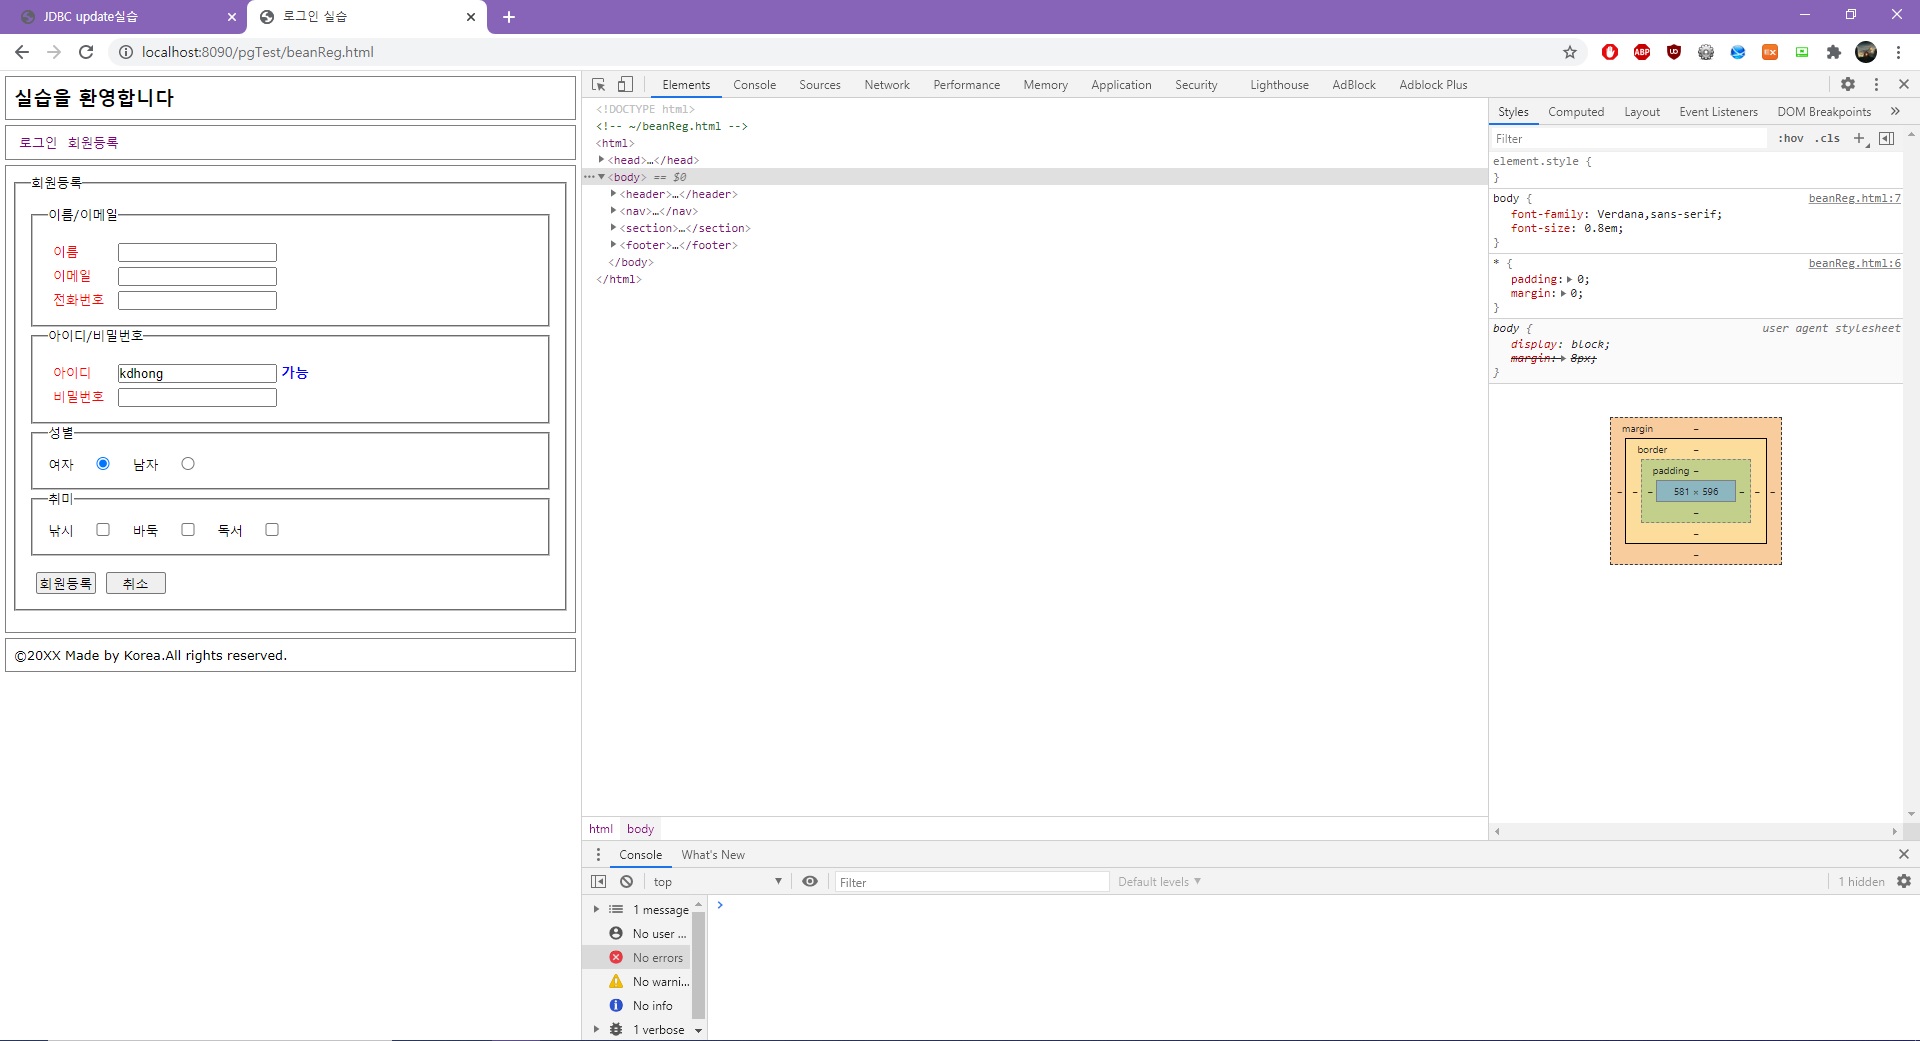 JDBC update실습
로그인 실습
localhost:8090/pgTest/beanReg.html
실습을 환영합니다
로그인 회원등록
회원등록
이름/이메일
이름
이메일
전화번호
아이디/비밀번호
아이디 kdhong 가능
비밀번호
성별
여자 남자
취미
낚시 바둑 독서
회원등록 취소
©20XX Made by Korea.All rights reserved.
Elements Console Sources Network Performance Memory Application Security Lighthouse AdBlock Adblock Plus
<!DOCTYPE html>
<!-- ~/beanReg.html -->
<html>
<head>…</head>
<body> == $0
<header>…</header>
<nav>…</nav>
<section>…</section>
<footer>…</footer>
</body>
</html>
html body
Styles Computed Layout Event Listeners DOM Breakpoints »
Filter :hov .cls +
element.style {
}
body { beanReg.html:7
font-family: Verdana,sans-serif;
font-size: 0.8em;
}
* { beanReg.html:6
padding: 0;
margin: 0;
}
body { user agent stylesheet
display: block;
margin: 8px;
}
margin –
border –
padding –
– – – 581 × 596 – – –
–
–
–
Console What's New
top Filter Default levels 1 hidden
1 message
No user ...
No errors
No warni...
No info
1 verbose
ABP
UD
EX